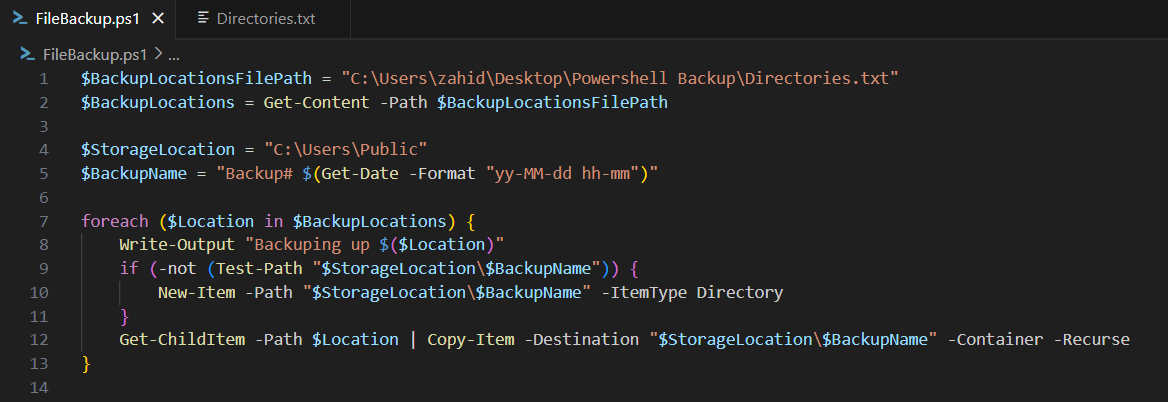 FileBackup.ps1 Directories.txt
FileBackup.ps1 > ...
1 $BackupLocationsFilePath = "C:\Users\zahid\Desktop\Powershell Backup\Directories.txt"
2 $BackupLocations = Get-Content -Path $BackupLocationsFilePath
3
4 $StorageLocation = "C:\Users\Public"
5 $BackupName = "Backup# $(Get-Date -Format "yy-MM-dd hh-mm")"
6
7 foreach ($Location in $BackupLocations) {
8     Write-Output "Backuping up $($Location)"
9     if (-not (Test-Path "$StorageLocation\$BackupName")) {
10         New-Item -Path "$StorageLocation\$BackupName" -ItemType Directory
11     }
12     Get-ChildItem -Path $Location | Copy-Item -Destination "$StorageLocation\$BackupName" -Container -Recurse
13 }
14